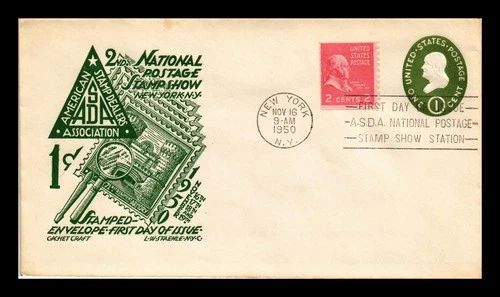 2ND NATIONAL
POSTAGE
STAMP SHOW
NEW YORK·N·Y·
AMERICAN
STAMP DEALERS
ASSOCIATION
ASDA
1¢
1950
STAMPED
ENVELOPE·FIRST DAY OF ISSUE·
CACHET CRAFT L·W·STAEHLE·N·Y·C·
UNITED STATES
POSTAGE
2 CENTS 2
UNITED·STATES·POSTAGE
ONE 1 CENT
NEW YORK
NOV 16
9-AM
1950
N.Y.
FIRST DAY
A.S.D.A. NATIONAL POSTAGE
STAMP SHOW STATION